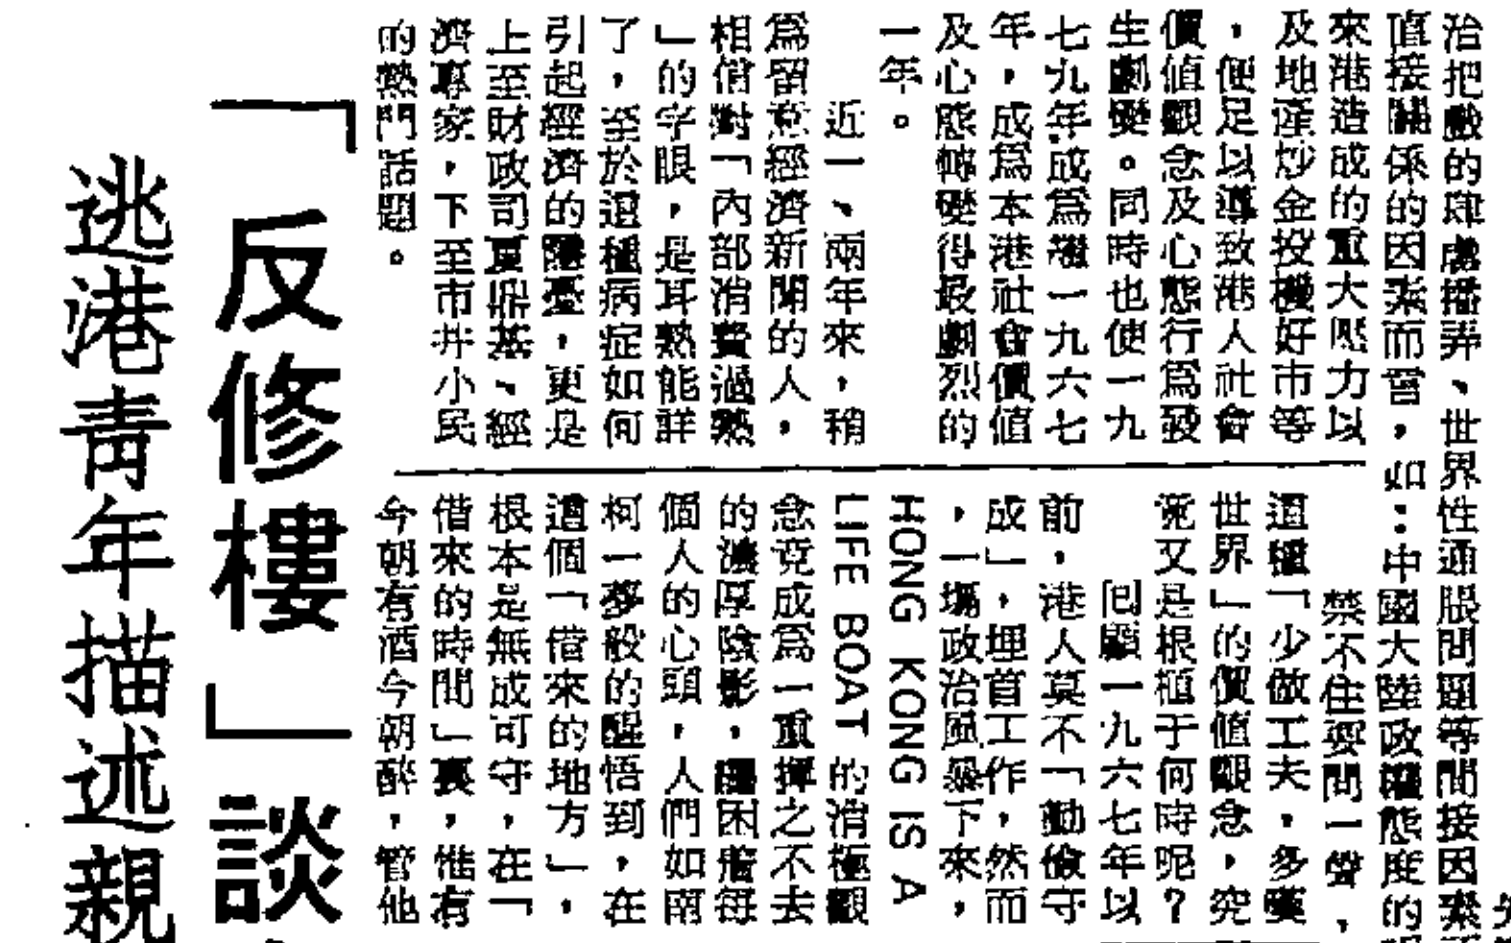 治把戲的肆虐播弄、世界性通脹問題等間接因素
直接關係的因素而言,如:中國大陸政權態度的
來港造成的重大壓力以
及地產炒金投機好市等
,便足以導致港人社會
價值觀念及心態行為發
生劇變。同時也使一九
七九年成為繼一九六七
年,成為本港社會價值
及心態轉變得最劇烈的
一年。
近一、兩年來,稍
為留意經濟新聞的人,
相信對「內部消費過熱
」的字眼,是耳熟能詳
了,至於這種病症如何
引起經濟的隱憂,更是
上至財政司夏鼎基、經
濟專家,下至市井小民
的熱門話題。
禁不住要問一聲,
這種「少做工夫,多嘆
世界」的價值觀念,究
竟又是根植于何時呢?
回顧一九六七年以
前,港人莫不「勤儉守
成」,埋首工作,然而
,一場政治風暴下來,
HONG KONG IS A
LIFE BOAT 的消極觀
念竟成為一重揮之不去
的濃厚陰影,困着每
個人的心頭,人們如南
柯一夢般的醒悟到,在
這個「借來的地方」,
根本是無成可守,在「
借來的時間」裏,惟有
今朝有酒今朝醉,管他
「反修樓」談
逃港青年描述親